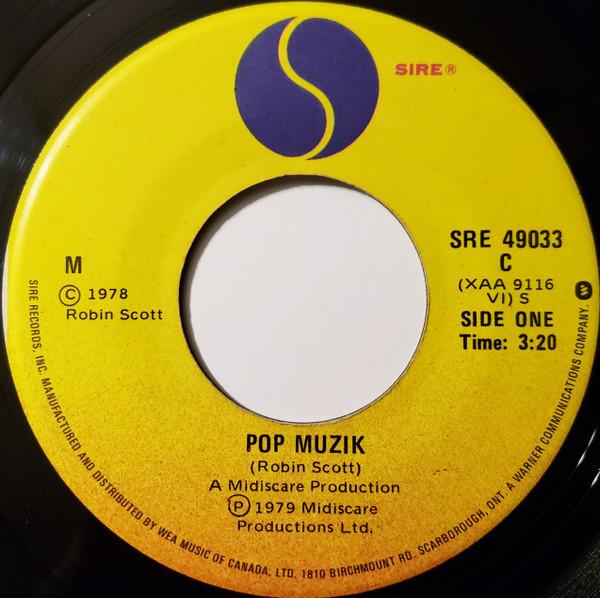 SIRE®
M
© 1978
Robin Scott
SRE 49033
C
(XAA 9116
VI) S
SIDE ONE
Time: 3:20
POP MUZIK
(Robin Scott)
A Midiscare Production
Ⓟ 1979 Midiscare
Productions Ltd.
SIRE RECORDS, INC. MANUFACTURED AND DISTRIBUTED BY WEA MUSIC OF CANADA, LTD. 1810 BIRCHMOUNT RD. SCARBOROUGH, ONT. A WARNER COMMUNICATIONS COMPANY.